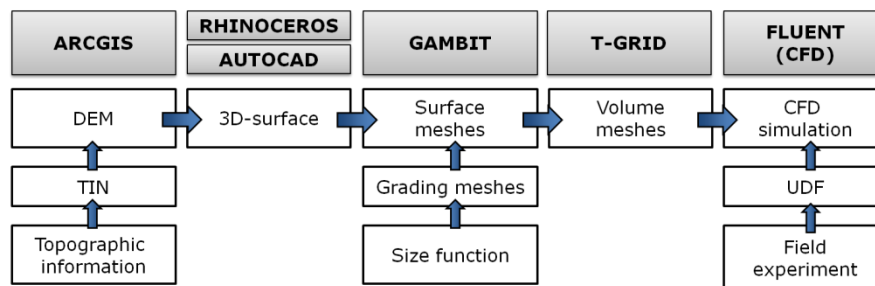 ARCGIS
RHINOCEROS
AUTOCAD
GAMBIT
T-GRID
FLUENT
(CFD)
DEM
3D-surface
Surface
meshes
Volume
meshes
CFD
simulation
TIN
Grading meshes
UDF
Topographic
information
Size function
Field
experiment